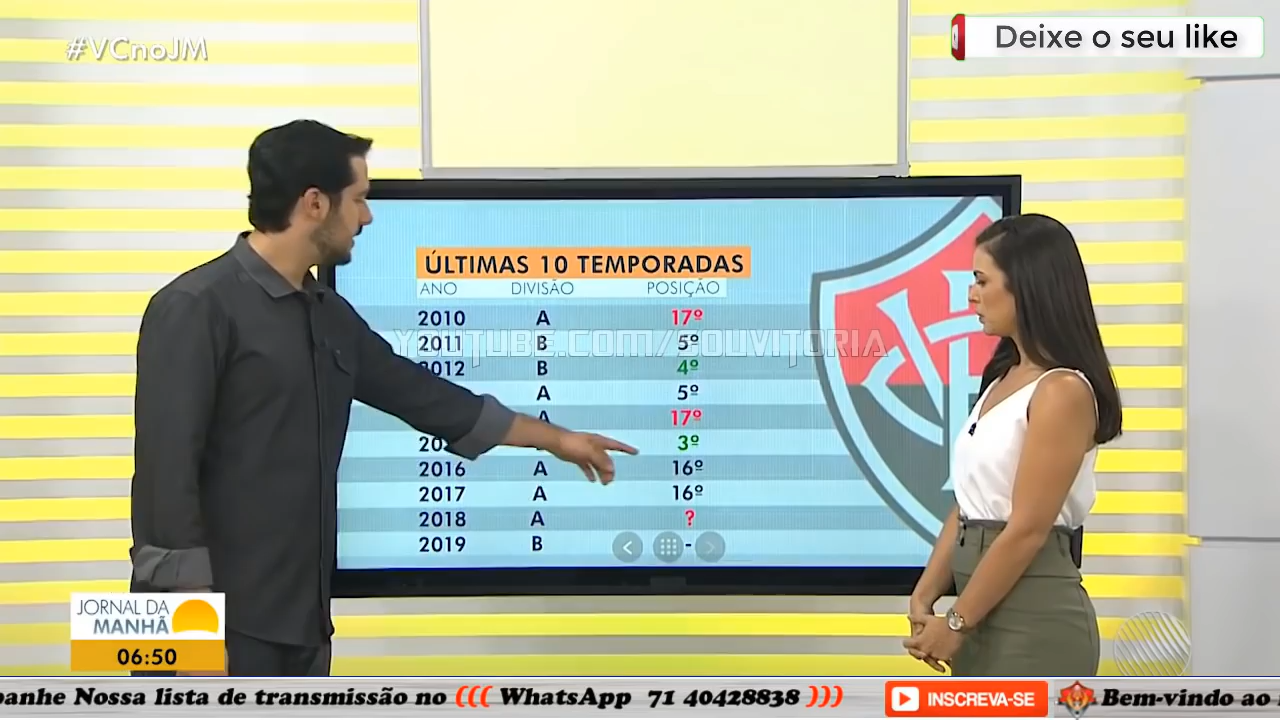 #VCnoJM
Deixe o seu like
ÚLTIMAS 10 TEMPORADAS
ANO DIVISÃO POSIÇÃO
2010 A 17º
2011 B 5º
YOUTUBE.COM/SOUVITORIA
2012 B 4º
A 5º
A 17º
3º
2016 A 16º
2017 A 16º
2018 A ?
2019 B -
JORNAL DA
MANHÃ
06:50
Nossa lista de transmissão no ((( WhatsApp 71 40428838 ))) INSCREVA-SE Bem-vindo ao